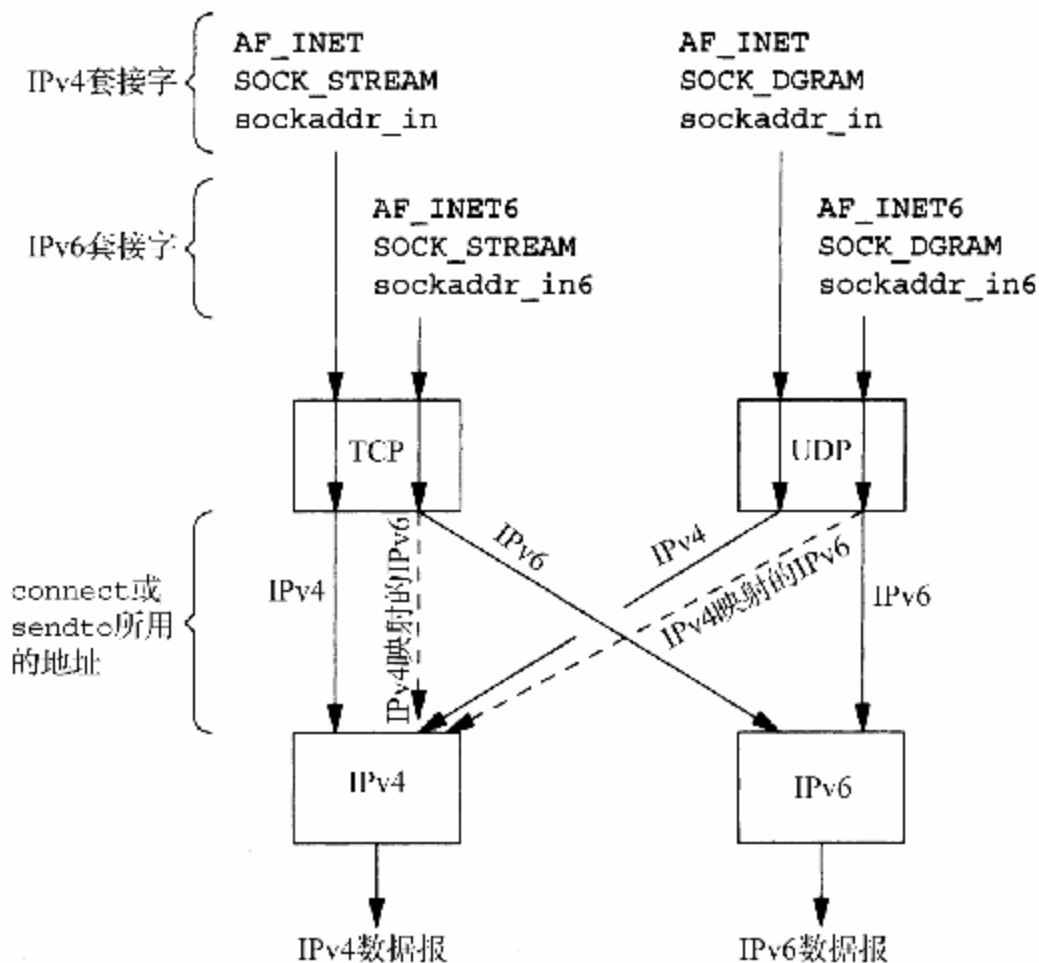 IPv4套接字
AF_INET
SOCK_STREAM
sockaddr_in
AF_INET
SOCK_DGRAM
sockaddr_in
IPv6套接字
AF_INET6
SOCK_STREAM
sockaddr_in6
AF_INET6
SOCK_DGRAM
sockaddr_in6
TCP
UDP
connect或
sendto所用
的地址
IPv4
IPv4映射的IPv6
IPv6
IPv4
IPv4映射的IPv6
IPv6
IPv4
IPv6
IPv4数据报
IPv6数据报